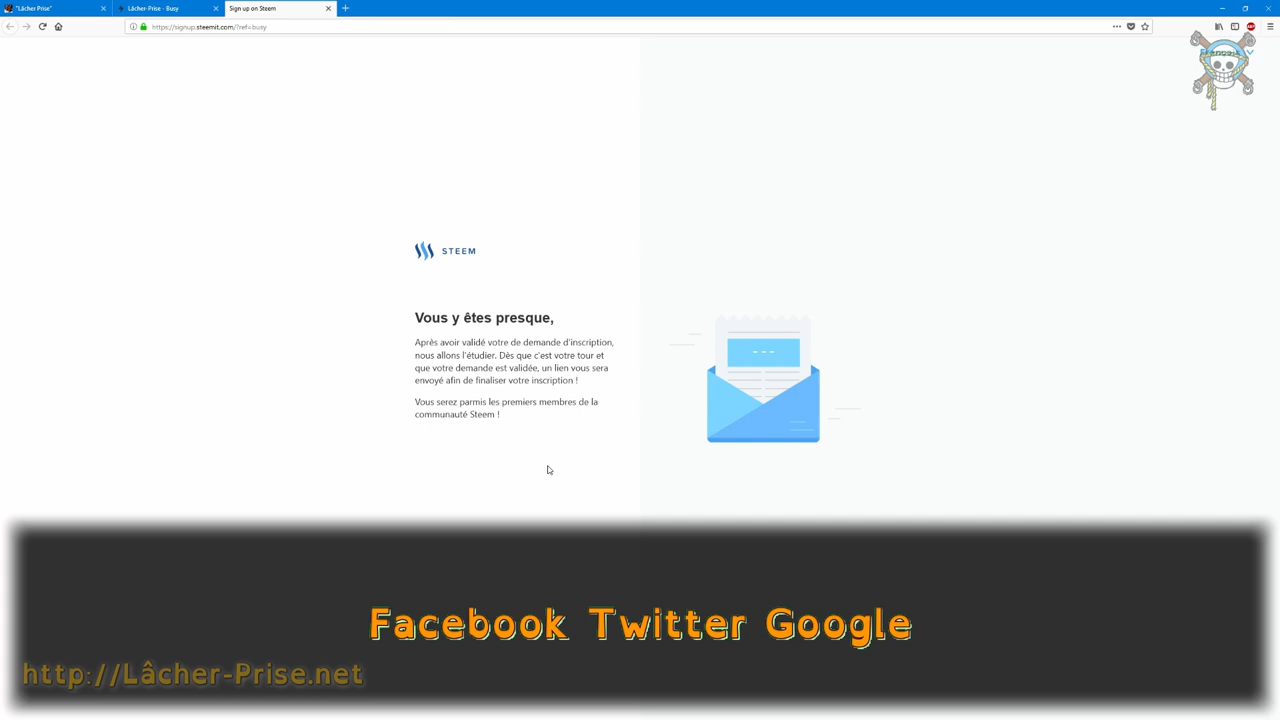 "Lâcher Prise"
Lâcher-Prise - Busy
Sign up on Steem
https://signup.steemit.com/?ref=busy
STEEM
Vous y êtes presque,
Après avoir validé votre de demande d'inscription,
nous allons l'étudier. Dès que c'est votre tour et
que votre demande est validée, un lien vous sera
envoyé afin de finaliser votre inscription !
Vous serez parmis les premiers membres de la
communauté Steem !
Facebook Twitter Google
http://Lâcher-Prise.net